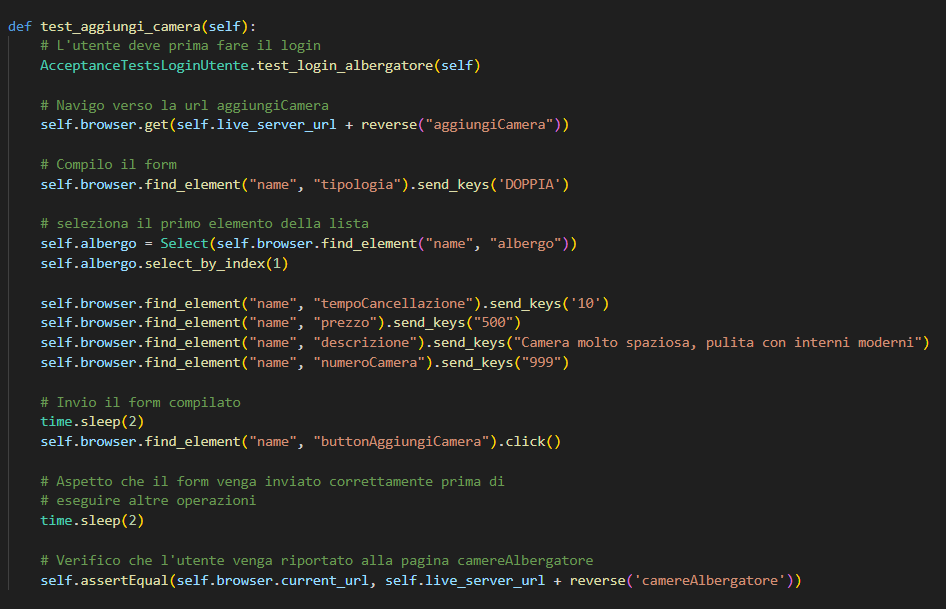 def test_aggiungi_camera(self):
# L'utente deve prima fare il login
AcceptanceTestsLoginUtente.test_login_albergatore(self)
# Navigo verso la url aggiungiCamera
self.browser.get(self.live_server_url + reverse("aggiungiCamera"))
# Compilo il form
self.browser.find_element("name", "tipologia").send_keys('DOPPIA')
# seleziona il primo elemento della lista
self.albergo = Select(self.browser.find_element("name", "albergo"))
self.albergo.select_by_index(1)
self.browser.find_element("name", "tempoCancellazione").send_keys('10')
self.browser.find_element("name", "prezzo").send_keys("500")
self.browser.find_element("name", "descrizione").send_keys("Camera molto spaziosa, pulita con interni moderni")
self.browser.find_element("name", "numeroCamera").send_keys("999")
# Invio il form compilato
time.sleep(2)
self.browser.find_element("name", "buttonAggiungiCamera").click()
# Aspetto che il form venga inviato correttamente prima di
# eseguire altre operazioni
time.sleep(2)
# Verifico che l'utente venga riportato alla pagina camereAlbergatore
self.assertEqual(self.browser.current_url, self.live_server_url + reverse('camereAlbergatore'))